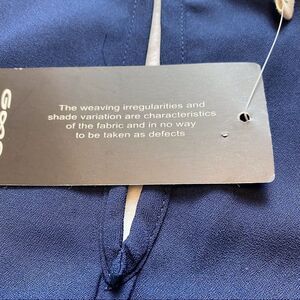 The weaving irregularities and
shade variation are characteristics
of the fabric and in no way
to be taken as defects